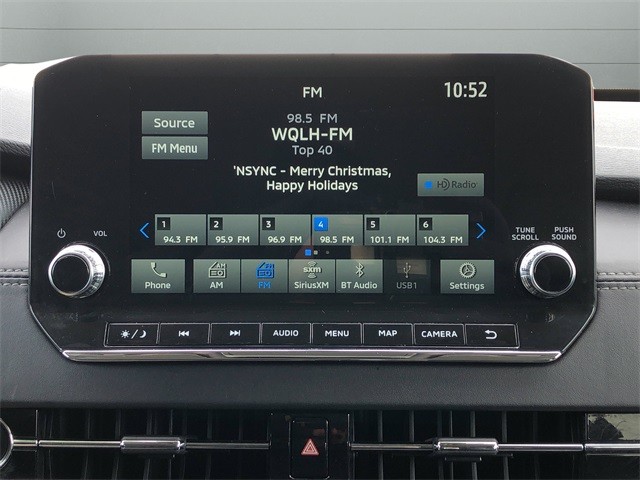 FM
10:52
98.5 FM
WQLH-FM
Top 40
'NSYNC - Merry Christmas,
Happy Holidays
Source
FM Menu
HD Radio
1 2 3 4 5 6
94.3 FM 95.9 FM 96.9 FM 98.5 FM 101.1 FM 104.3 FM
VOL
TUNE
SCROLL
PUSH
SOUND
Phone
AM
AM
FM
FM
sxm
SiriusXM
BT Audio
USB1
Settings
AUDIO MENU MAP CAMERA